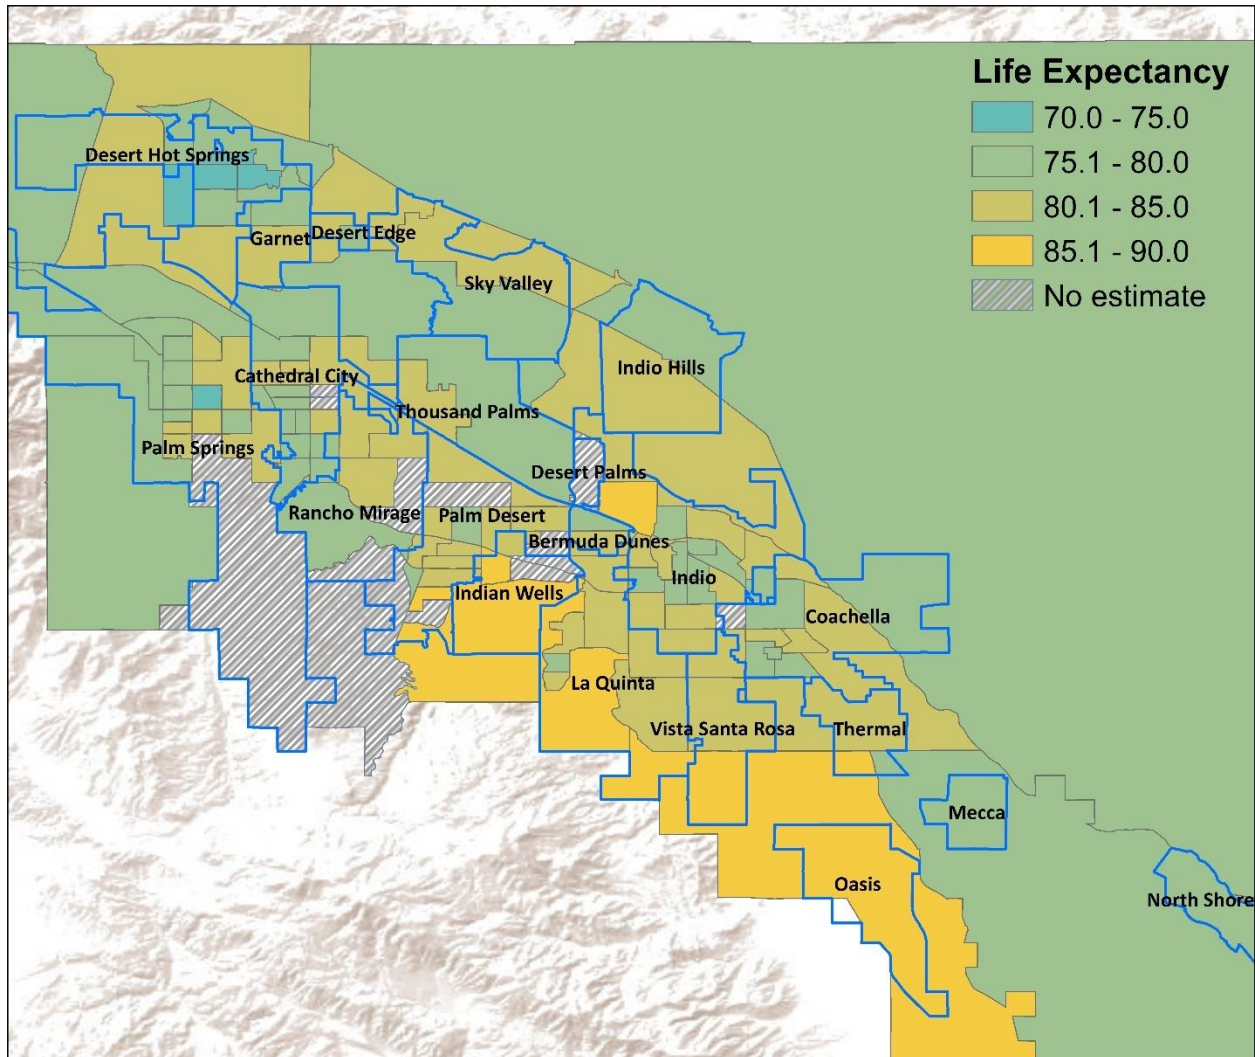 Life Expectancy
70.0 - 75.0
75.1 - 80.0
80.1 - 85.0
85.1 - 90.0
No estimate
Desert Hot Springs
Garnet
Desert Edge
Sky Valley
Cathedral City
Indio Hills
Thousand Palms
Palm Springs
Desert Palms
Rancho Mirage
Palm Desert
Bermuda Dunes
Indio
Indian Wells
Coachella
La Quinta
Vista Santa Rosa
Thermal
Mecca
Oasis
North Shore